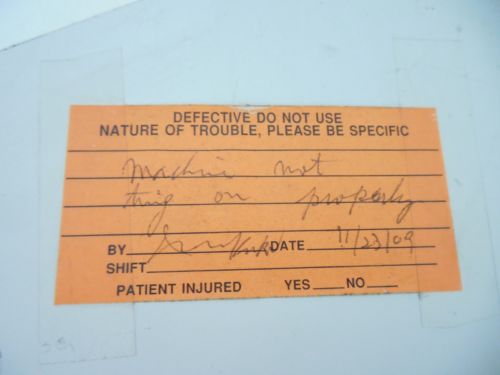 DEFECTIVE DO NOT USE
NATURE OF TROUBLE, PLEASE BE SPECIFIC
machine not
on properly
BY DATE 11/23/09
SHIFT
PATIENT INJURED YES NO